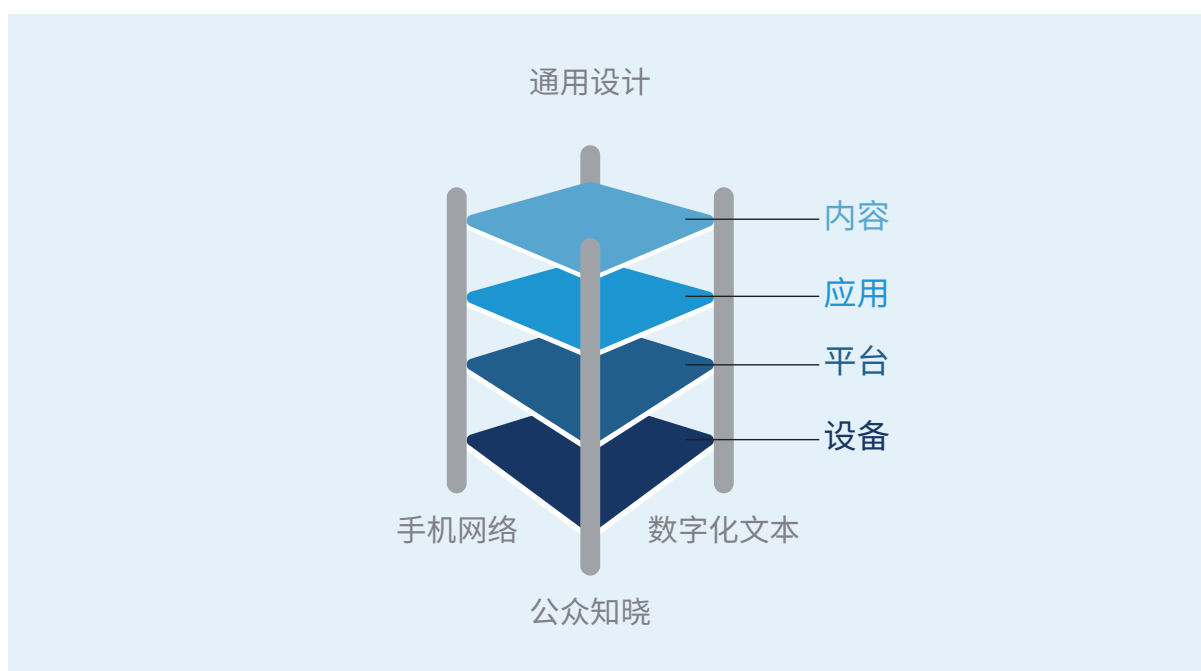 通用设计
内容
应用
平台
设备
手机网络
数字化文本
公众知晓